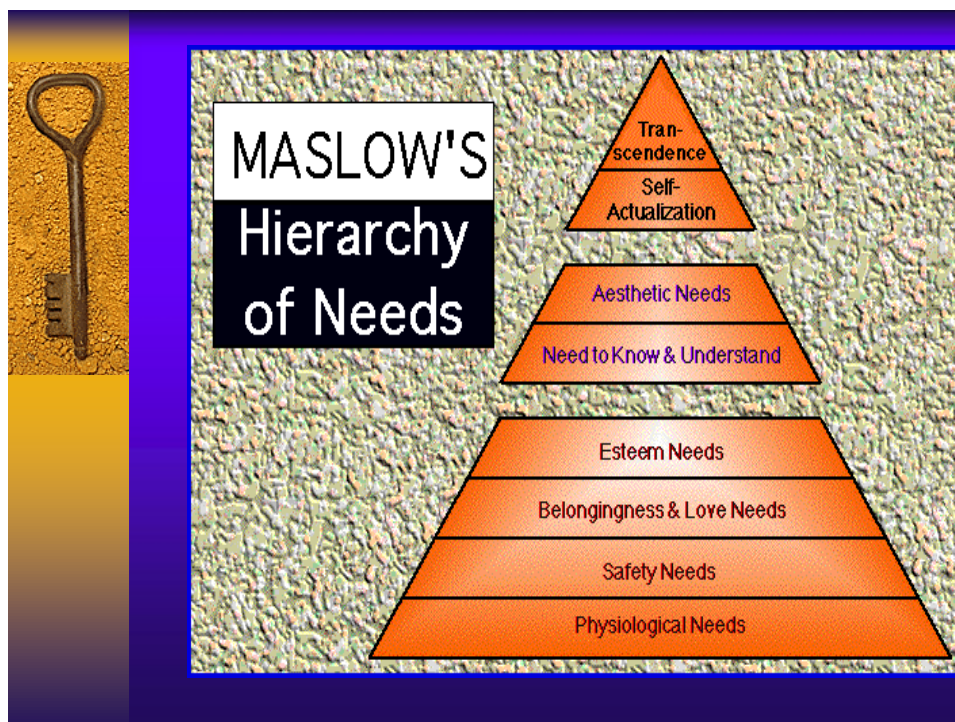 MASLOW'S
Hierarchy
of Needs
Tran-
scendence
Self-
Actualization
Aesthetic Needs
Need to Know & Understand
Esteem Needs
Belongingness & Love Needs
Safety Needs
Physiological Needs